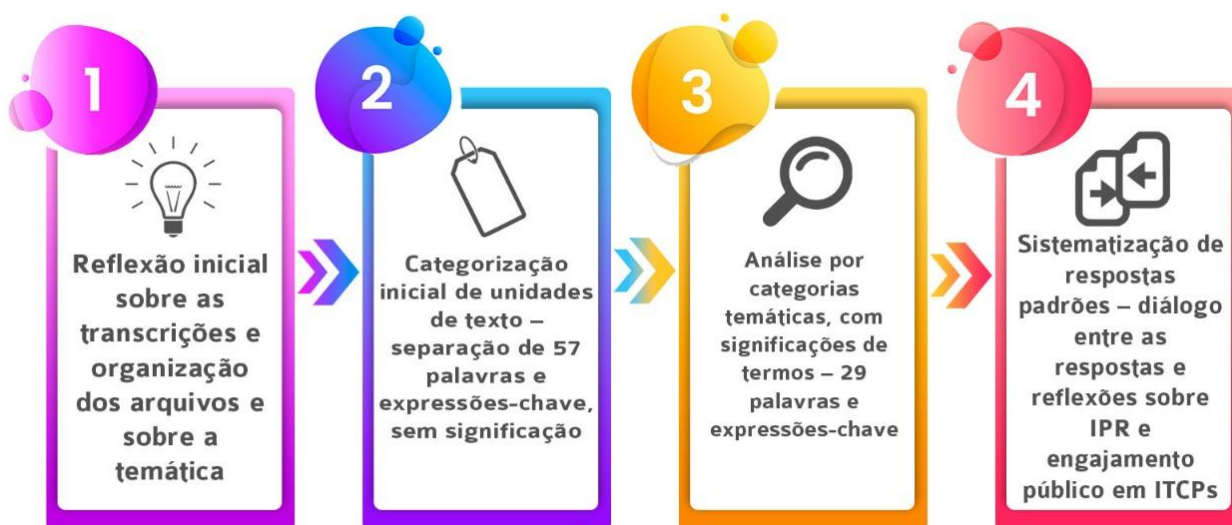 1
Reflexão inicial
sobre as
transcrições e
organização
dos arquivos e
sobre a
temática
2
Categorização
inicial de unidades
de texto –
separação de 57
palavras e
expressões-chave,
sem significação
3
Análise por
categorias
temáticas, com
significações de
termos – 29
palavras e
expressões-chave
4
Sistematização de
respostas
padrões – diálogo
entre as
respostas e
reflexões sobre
IPR e
engajamento
público em ITCPs